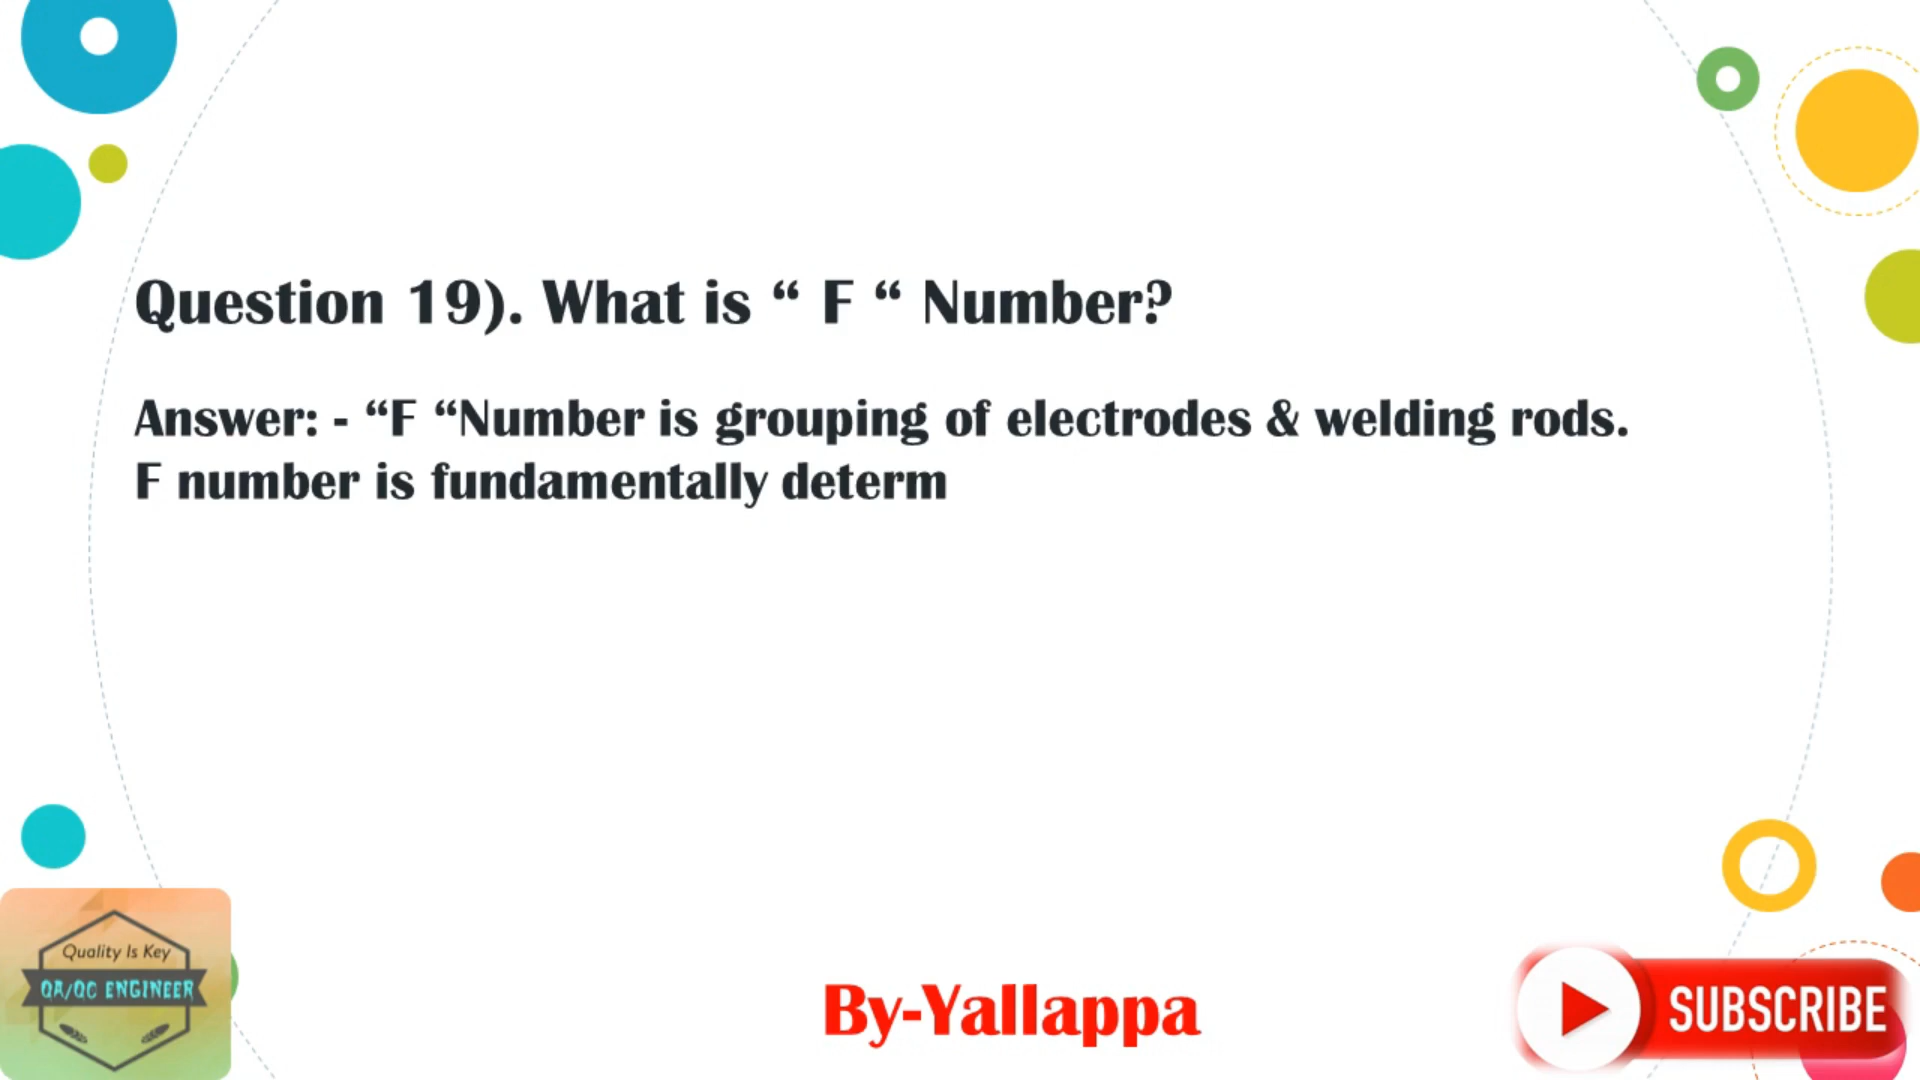 Question 19). What is “ F “ Number?
Answer: - “F “Number is grouping of electrodes & welding rods.
F number is fundamentally determ
Quality Is Key
QA/QC ENGINEER
By-Yallappa
SUBSCRIBE